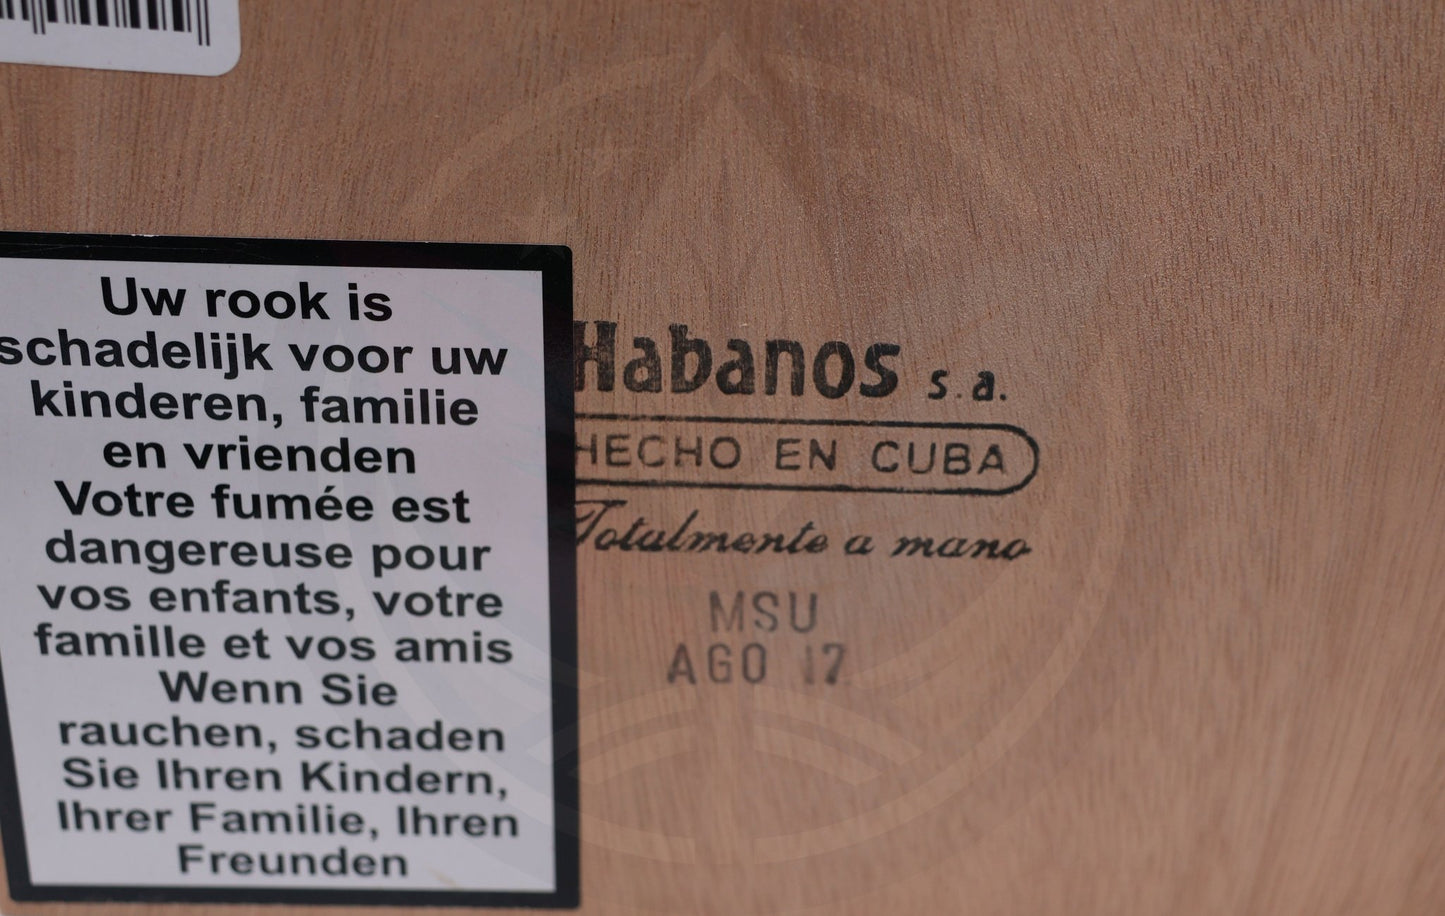 Uw rook is
schadelijk voor uw
kinderen, familie
en vrienden
Votre fumée est
dangereuse pour
vos enfants, votre
famille et vos amis
Wenn Sie
rauchen, schaden
Sie Ihren Kindern,
Ihrer Familie, Ihren
Freunden
Habanos s.a.
HECHO EN CUBA
Totalmente a mano
MSU
AGO 17